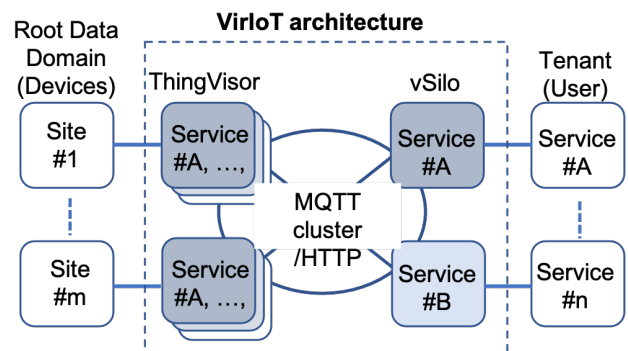 VirIoT architecture
Root Data
Domain
(Devices)
ThingVisor
vSilo
Tenant
(User)
Site
#1
Service
#A, ...,
Service
#A
Service
#A
MQTT
cluster
/HTTP
Site
#m
Service
#A, ...,
Service
#B
Service
#n